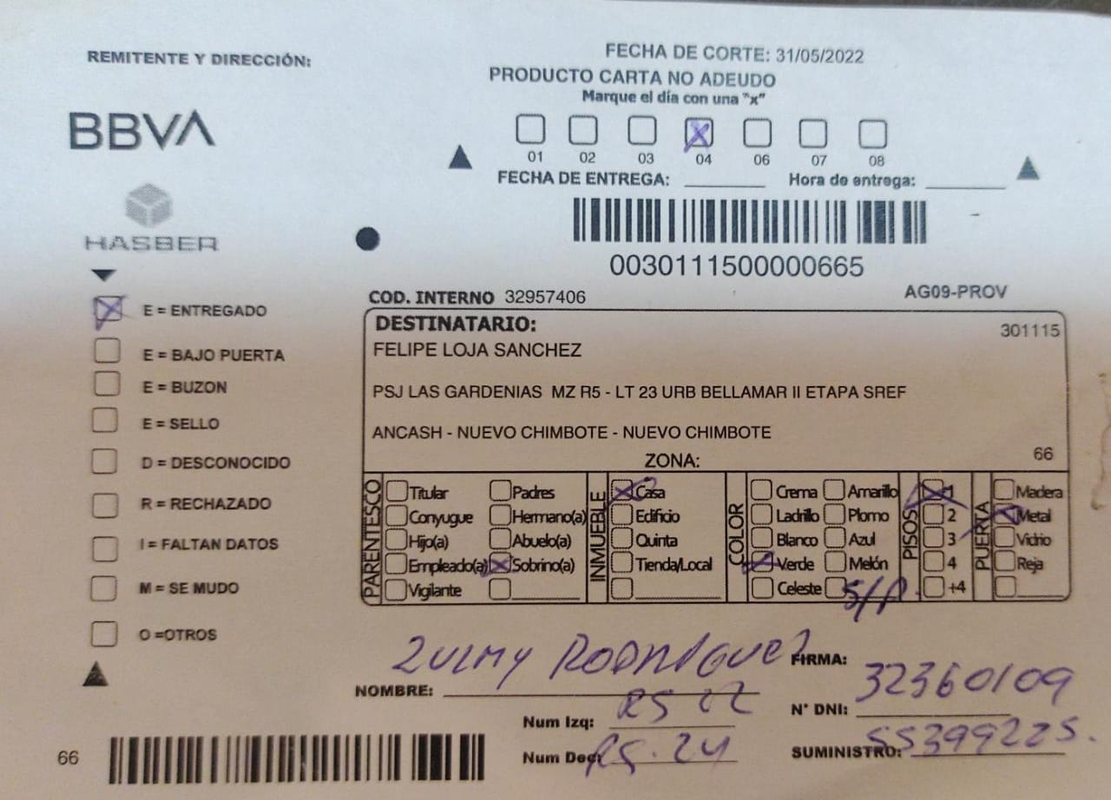 REMITENTE Y DIRECCIÓN:
BBVA
HASBER
FECHA DE CORTE: 31/05/2022
PRODUCTO CARTA NO ADEUDO
Marque el día con una "x"
01 02 03 04 06 07 08
FECHA DE ENTREGA: Hora de entrega:
0030111500000665
COD. INTERNO 32957406 AG09-PROV
E = ENTREGADO
E = BAJO PUERTA
E = BUZON
E = SELLO
D = DESCONOCIDO
R = RECHAZADO
I = FALTAN DATOS
M = SE MUDO
O =OTROS
DESTINATARIO: 301115
FELIPE LOJA SANCHEZ
PSJ LAS GARDENIAS MZ R5 - LT 23 URB BELLAMAR II ETAPA SREF
ANCASH - NUEVO CHIMBOTE - NUEVO CHIMBOTE
ZONA: 66
PARENTESCO
Titular Padres
Conyugue Hermano(a)
Hijo(a) Abuelo(a)
Empleado(a) Sobrino(a)
Vigilante
INMUEBLE
Casa
Edificio
Quinta
Tienda/Local
COLOR
Crema Amarillo
Ladrillo Plomo
Blanco Azul
Verde Melón
Celeste
PISOS
1
2
3
4
+4
PUERTA
Madera
Metal
Vidrio
Reja
NOMBRE: ZULMY RODRIGUEZ
FIRMA:
Num Izq: R5 22
N° DNI: 32360109
Num Der: R5.24
SUMINISTRO: 55399225.
66